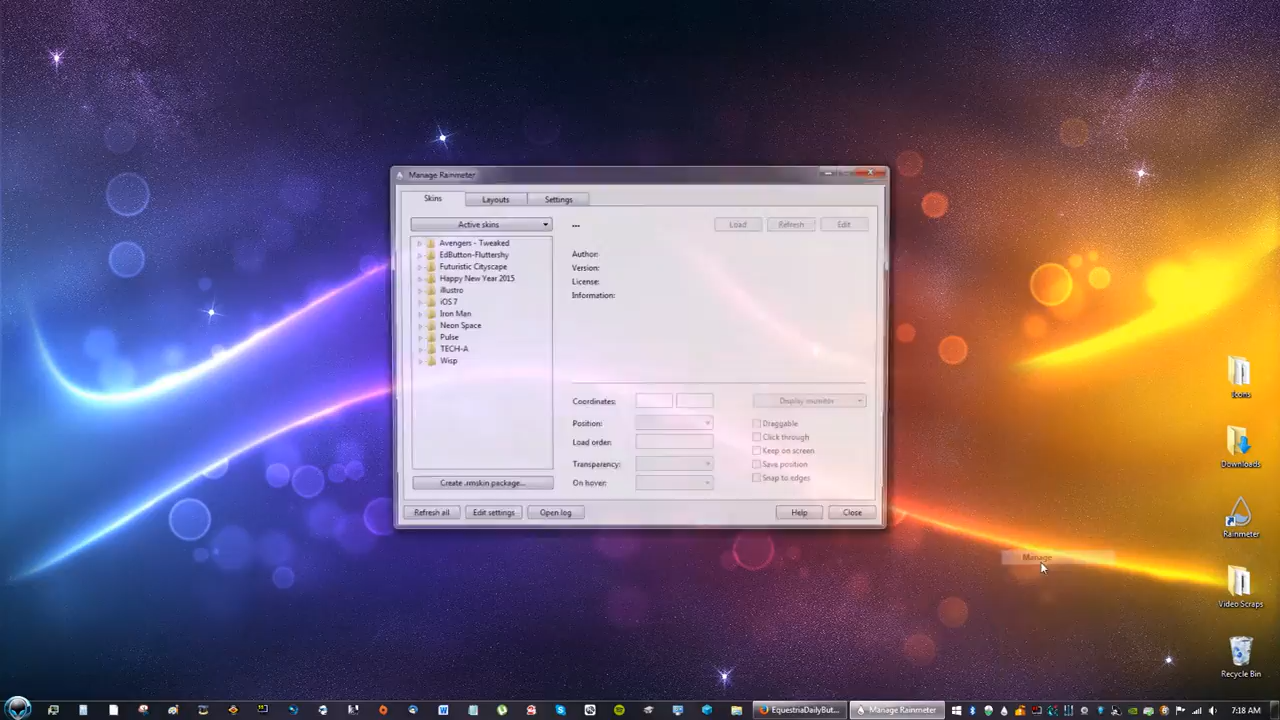 Manage Rainmeter
Skins
Layouts
Settings
Active skins
...
Load
Refresh
Edit
Avengers - Tweaked
EdButton-Fluttershy
Futuristic Cityscape
Happy New Year 2015
illustro
iOS 7
Iron Man
Neon Space
Pulse
TECH-A
Wisp
Author:
Version:
License:
Information:
Coordinates:
Display monitor
Position:
Draggable
Click through
Load order:
Keep on screen
Transparency:
Save position
Snap to edges
On hover:
Create .rmskin package...
Refresh all
Edit settings
Open log
Help
Close
Manage
Icons
Downloads
Rainmeter
Video Scraps
Recycle Bin
EquestriaDailyBut...
Manage Rainmeter
7:18 AM